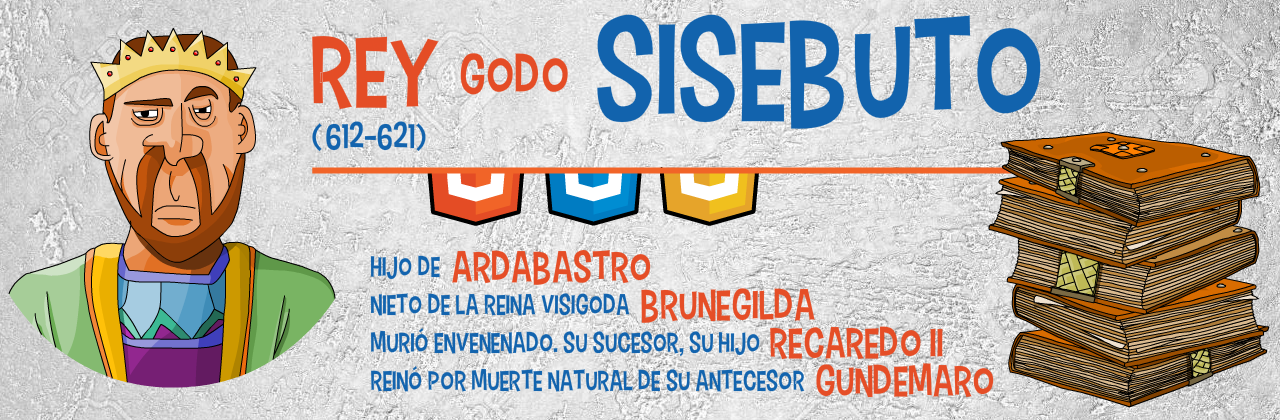 REY GODO SISEBUTO
(612-621)
HIJO DE ARDABASTRO
NIETO DE LA REINA VISIGODA BRUNEGILDA
MURIÓ ENVENENADO. SU SUCESOR, SU HIJO RECAREDO II
REINÓ POR MUERTE NATURAL DE SU ANTECESOR GUNDEMARO